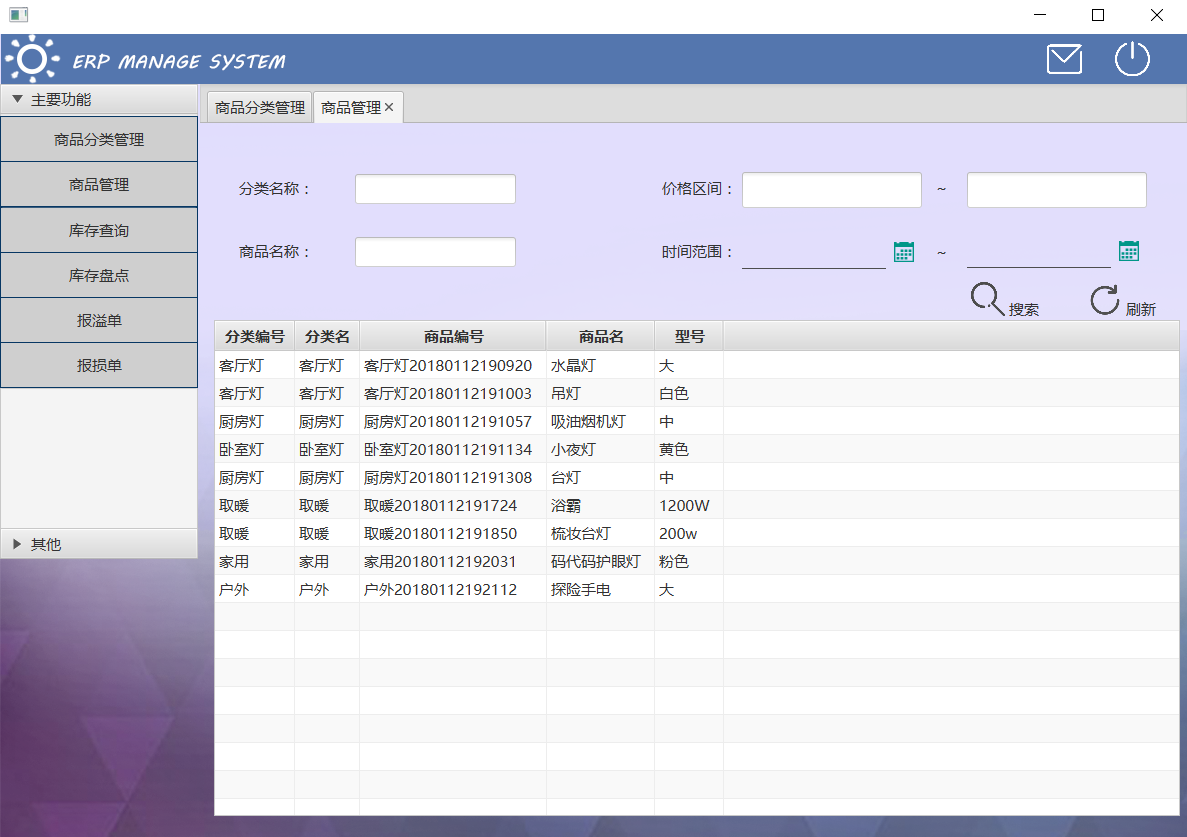 ERP MANAGE SYSTEM
主要功能
商品分类管理
商品管理
库存查询
库存盘点
报溢单
报损单
其他
商品分类管理 商品管理
分类名称： 价格区间： ~
商品名称： 时间范围： ~
搜索 刷新
分类编号 分类名 商品编号 商品名 型号
客厅灯 客厅灯 客厅灯20180112190920 水晶灯 大
客厅灯 客厅灯 客厅灯20180112191003 吊灯 白色
厨房灯 厨房灯 厨房灯20180112191057 吸油烟机灯 中
卧室灯 卧室灯 卧室灯20180112191134 小夜灯 黄色
厨房灯 厨房灯 厨房灯20180112191308 台灯 中
取暖 取暖 取暖20180112191724 浴霸 1200W
取暖 取暖 取暖20180112191850 梳妆台灯 200w
家用 家用 家用20180112192031 码代码护眼灯 粉色
户外 户外 户外20180112192112 探险手电 大